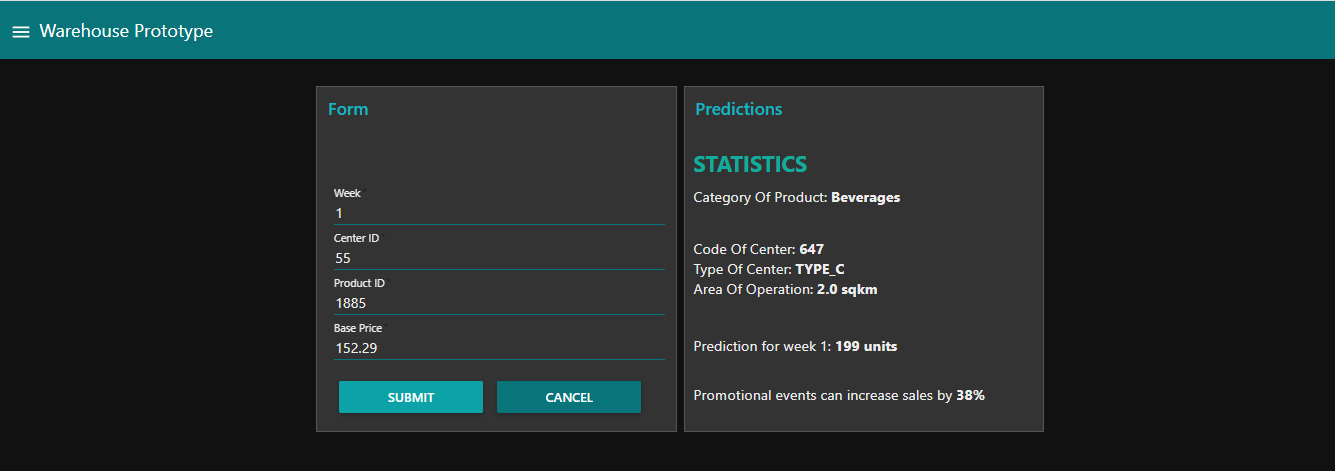 Warehouse Prototype
Form
Week *
1
Center ID *
55
Product ID
1885
Base Price *
152.29
SUBMIT
CANCEL
Predictions
STATISTICS
Category Of Product: Beverages
Code Of Center: 647
Type Of Center: TYPE_C
Area Of Operation: 2.0 sqkm
Prediction for week 1: 199 units
Promotional events can increase sales by 38%